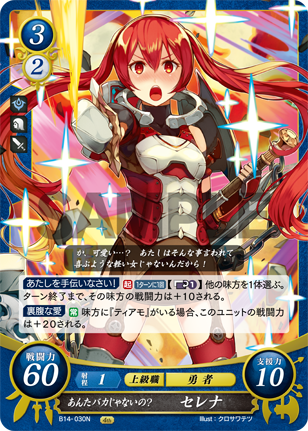 3
2
SAMPLE
か、可愛い…？　あた！はそんな事言われて
喜ぶような軽い女じゃないんだから！
あたしを手伝いなさい！ 起 1ターンに1回 1 他の味方を1体選ぶ。
ターン終了まで、その味方の戦闘力は＋10される。
裏腹な愛 常 味方に『ティアモ』がいる場合、このユニットの戦闘力
は＋20される。
戦闘力 60
射程 1 上級職 勇者
支援力 10
あんたバカじゃないの？ セレナ
B14-030N 4th Illust：クロサワテツ